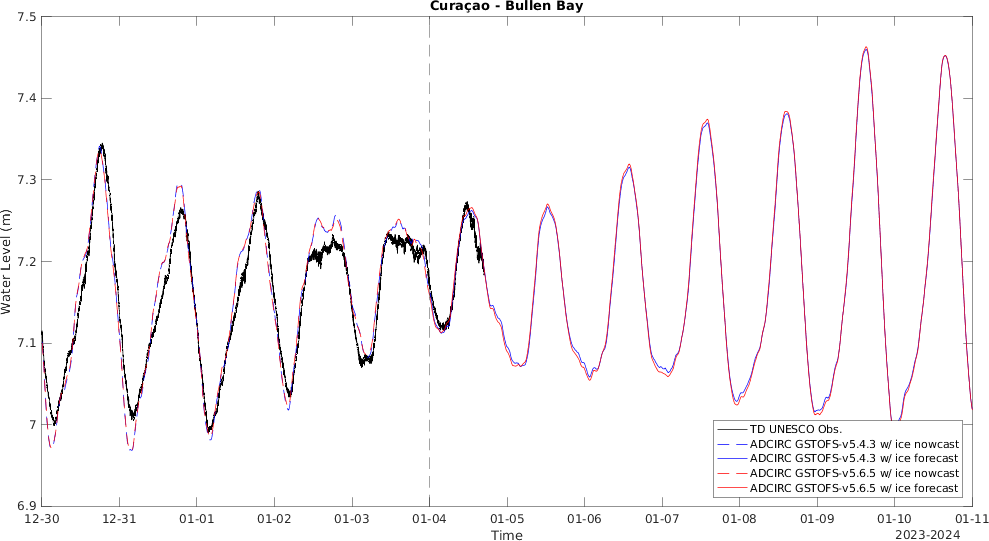 Curaçao - Bullen Bay
7.5
7.4
7.3
7.2
7.1
7
6.9
Water Level (m)
12-30 12-31 01-01 01-02 01-03 01-04 01-05 01-06 01-07 01-08 01-09 01-10 01-11
Time
2023-2024
TD UNESCO Obs.
ADCIRC GSTOFS-v5.4.3 w/ ice nowcast
ADCIRC GSTOFS-v5.4.3 w/ ice forecast
ADCIRC GSTOFS-v5.6.5 w/ ice nowcast
ADCIRC GSTOFS-v5.6.5 w/ ice forecast